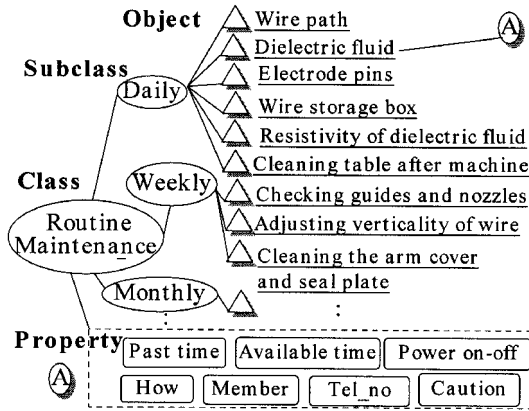 Object
Wire path
A
Dielectric fluid
Subclass
Electrode pins
Daily
Wire storage box
Resistivity of dielectric fluid
Cleaning table after machine
Class
Weekly
Checking guides and nozzles
Routine
Maintenance
Adjusting verticality of wire
Cleaning the arm cover
and seal plate
Monthly
:
:
Property
Past time
Available time
Power on-off
A
How
Member
Tel_no
Caution